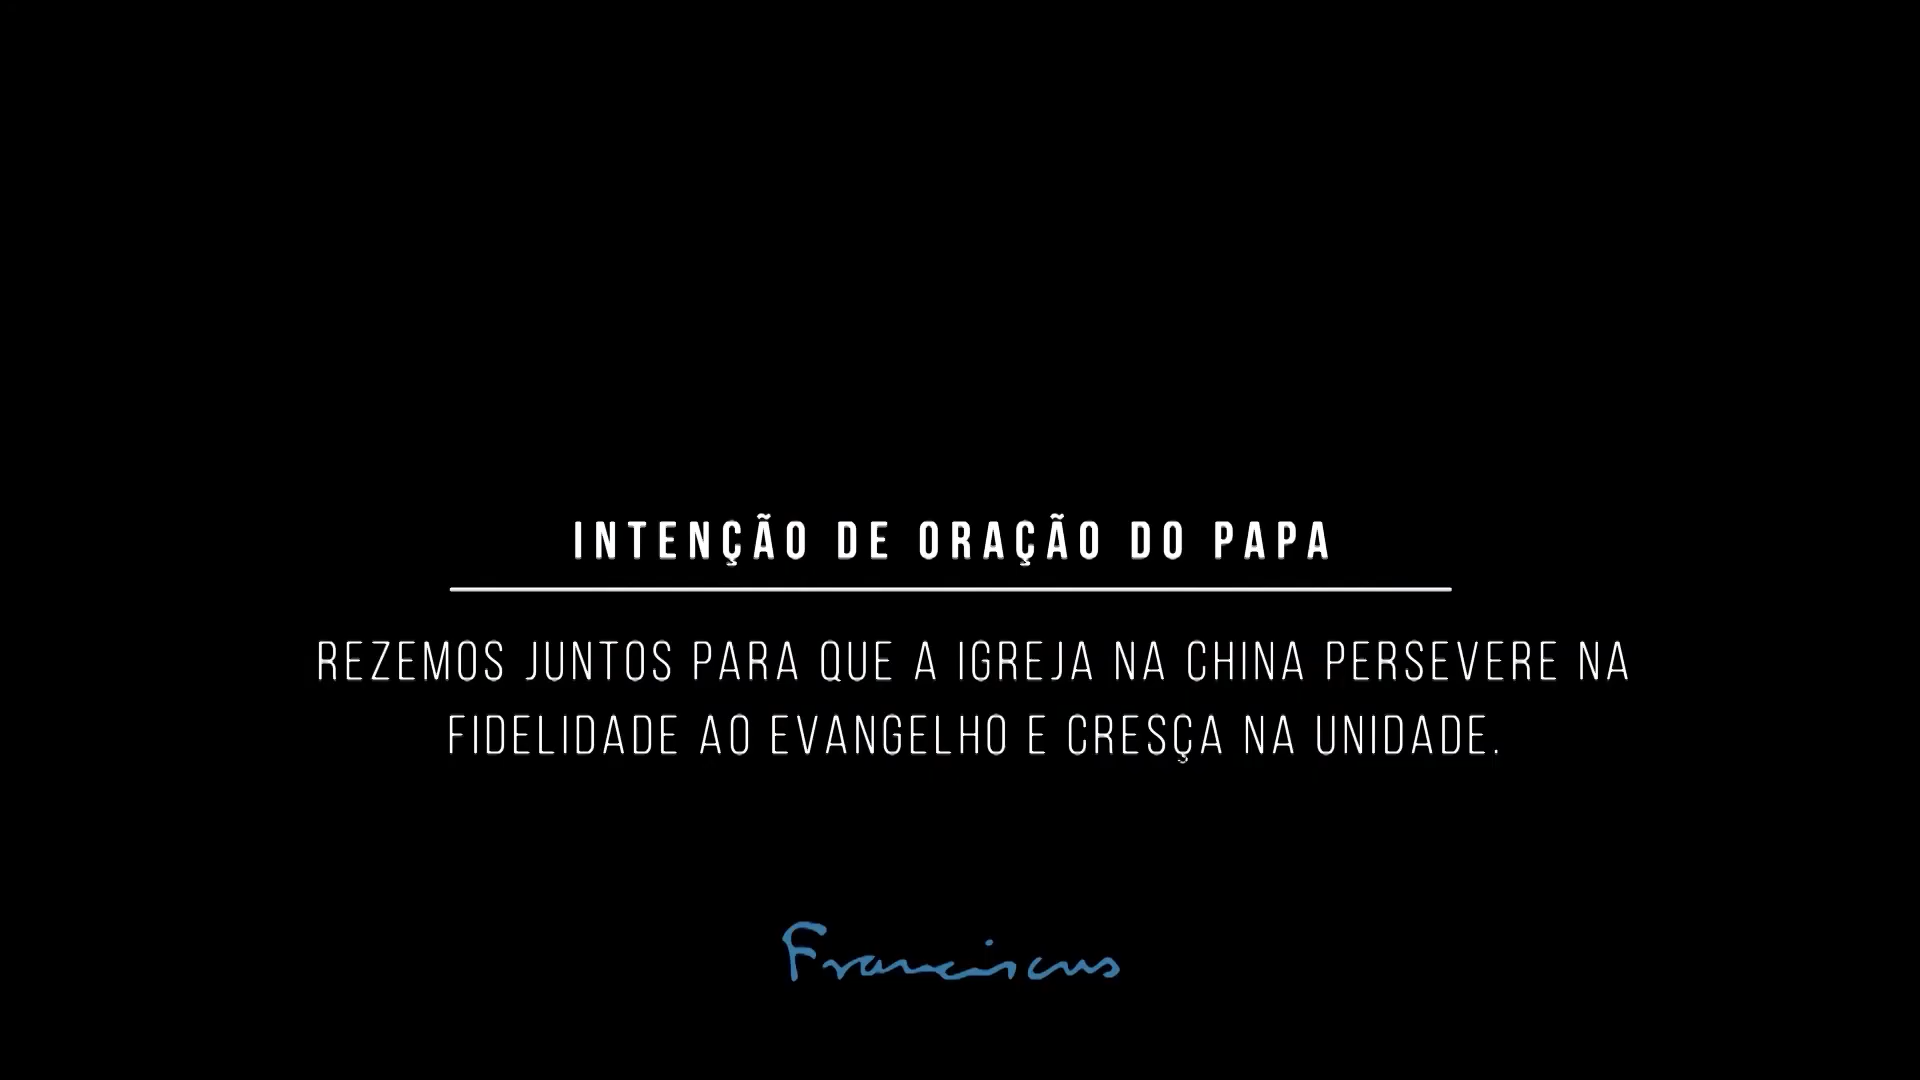 INTENÇÃO DE ORAÇÃO DO PAPA
REZEMOS JUNTOS PARA QUE A IGREJA NA CHINA PERSEVERE NA
FIDELIDADE AO EVANGELHO E CRESÇA NA UNIDADE.
Franciscus